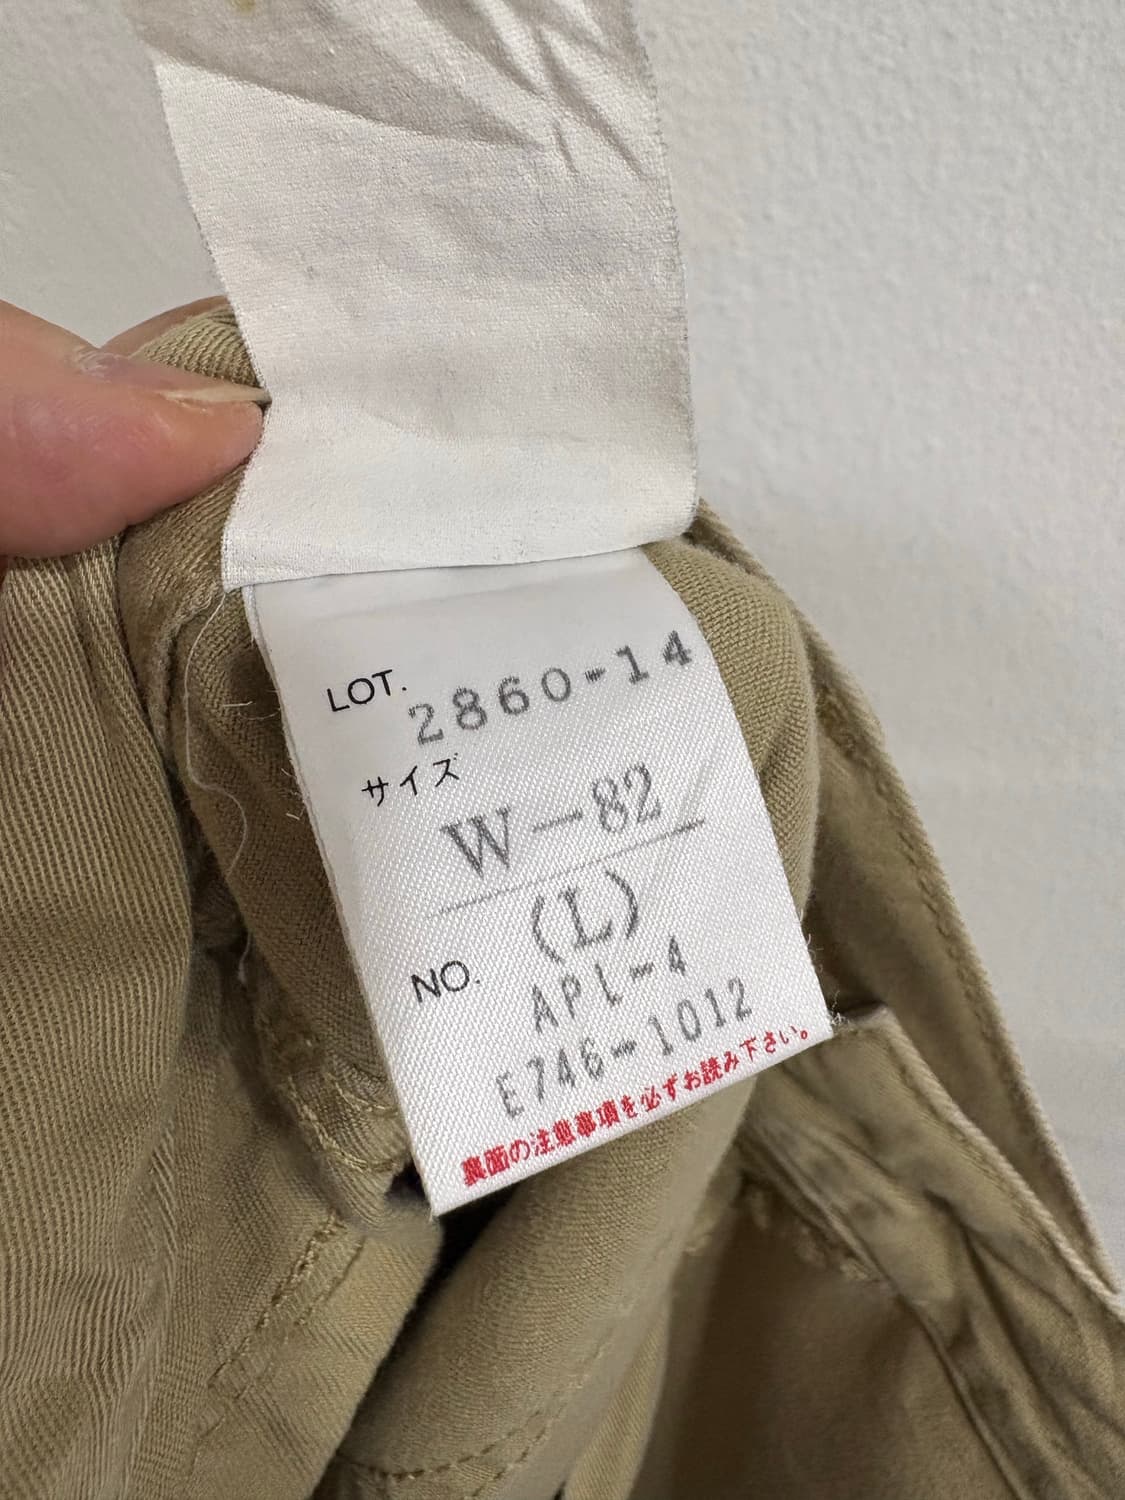 LOT. 2860-14
サイズ
W-82
(L)
NO. APL-4
E746-1012
裏面の注意事項を必ずお読み下さい。